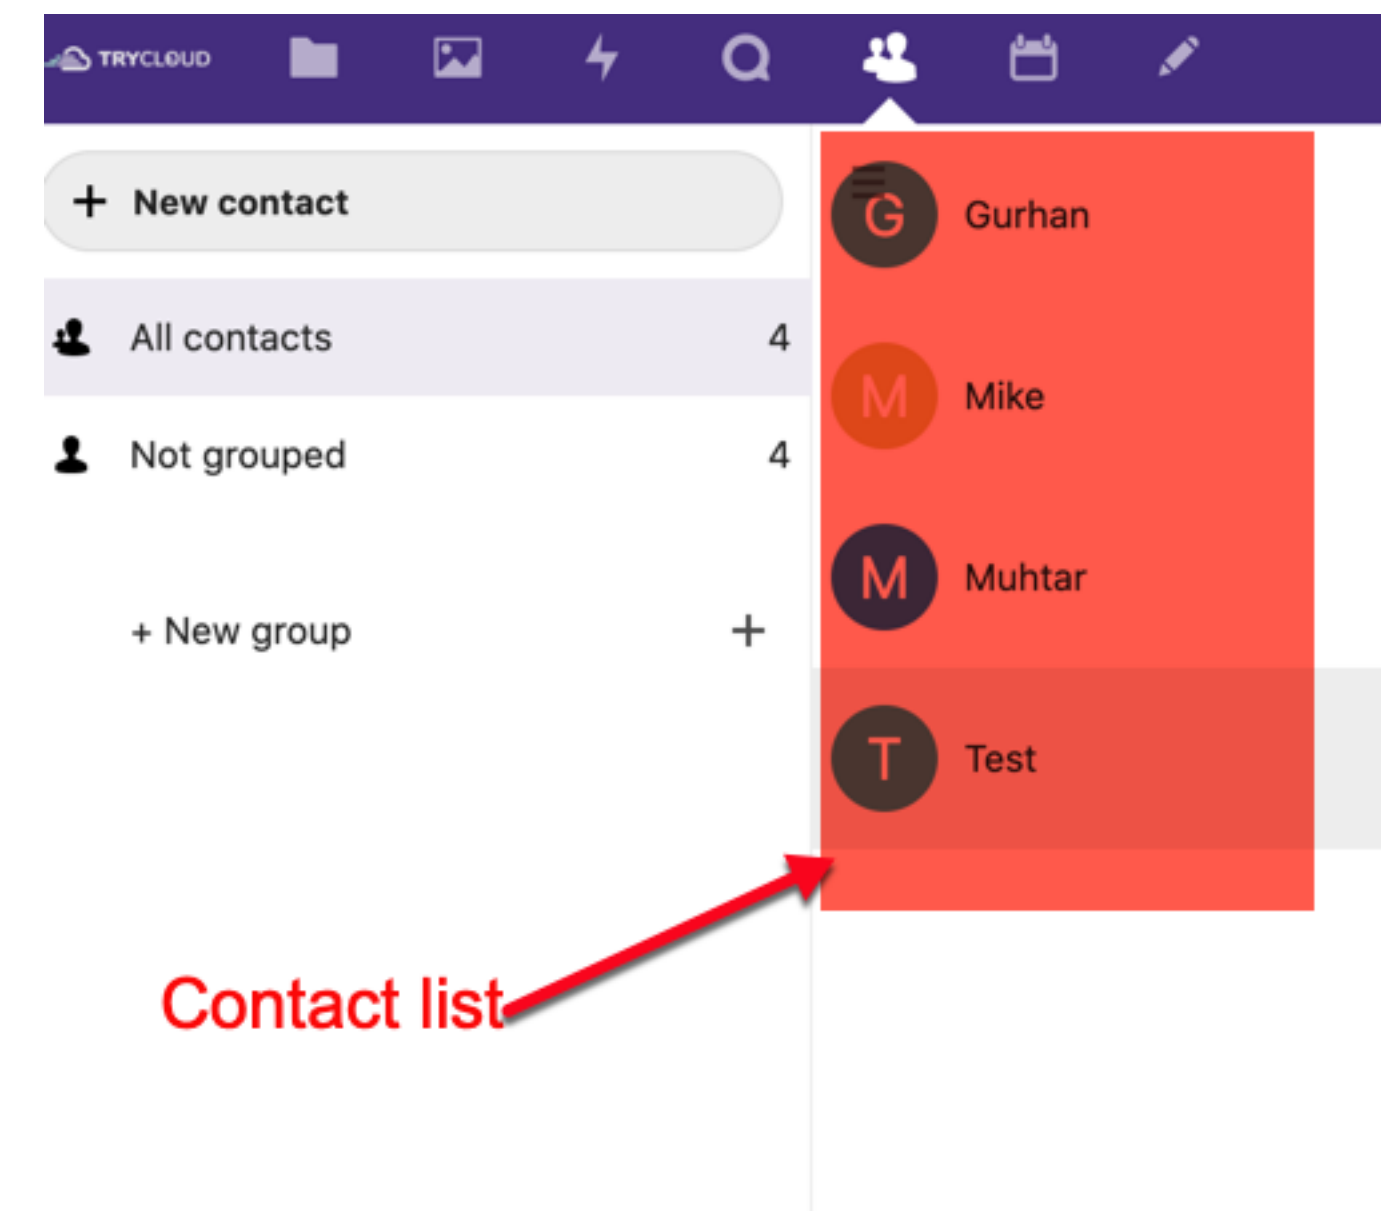 TRYCLOUD
+ New contact
All contacts 4
Not grouped 4
+ New group +
G Gurhan
M Mike
M Muhtar
T Test
Contact list